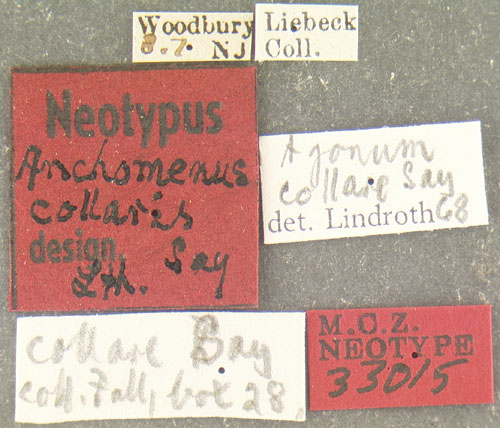 Woodbury
8.7. NJ
Liebeck
Coll.
Neotypus
Anchomenus
collaris
design. Say
Lth.
Agonum
collare Say
det. Lindroth 68
collare Say
coll. Fall, box 28.
M.C.Z.
NEOTYPE
33015